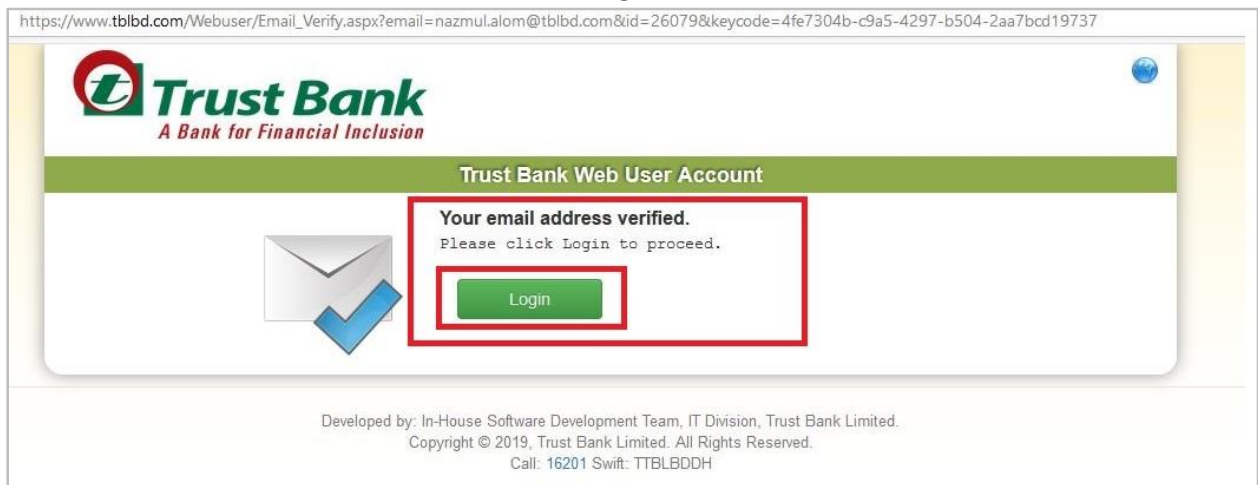 https://www.tblbd.com/Webuser/Email_Verify.aspx?email=nazmul.alom@tblbd.com&id=26079&keycode=4fe7304b-c9a5-4297-b504-2aa7bcd19737
t Trust Bank
A Bank for Financial Inclusion
Trust Bank Web User Account
Your email address verified.
Please click Login to proceed.
Login
Developed by: In-House Software Development Team, IT Division, Trust Bank Limited.
Copyright © 2019, Trust Bank Limited. All Rights Reserved.
Call: 16201 Swift: TTBLBDDH